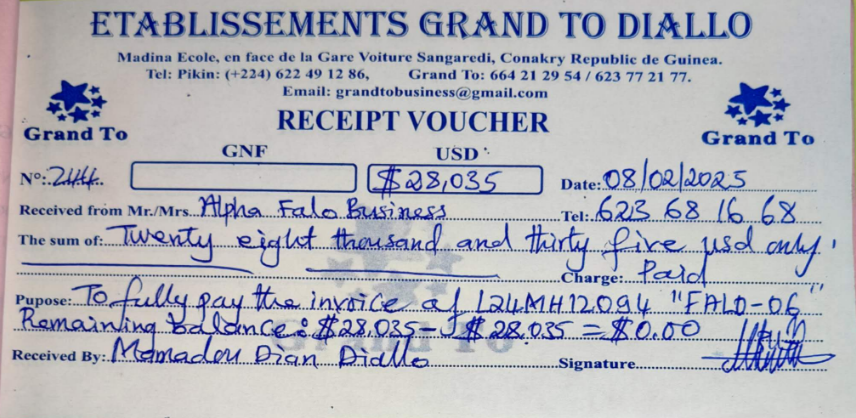 ETABLISSEMENTS GRAND TO DIALLO
Madina Ecole, en face de la Gare Voiture Sangaredi, Conakry Republic de Guinea.
Tel: Pikin: (+224) 622 49 12 86, Grand To: 664 21 29 54 / 623 77 21 77.
Email: grandtobusiness@gmail.com
Grand To RECEIPT VOUCHER Grand To
GNF USD
No:.244. $28,035 Date: 08/02/2025
Received from Mr./Mrs. Alpha Falo Business Tel: 623 68 16 68
The sum of: Twenty eight thousand and thirty five usd only.
Charge: Paid
Pupose: To fully pay the invoice of L24MH12094 "FALO-06"
Remaining balance: $28,035 - $28,035 = $0.00
Received By: Mamadou Dian Diallo Signature